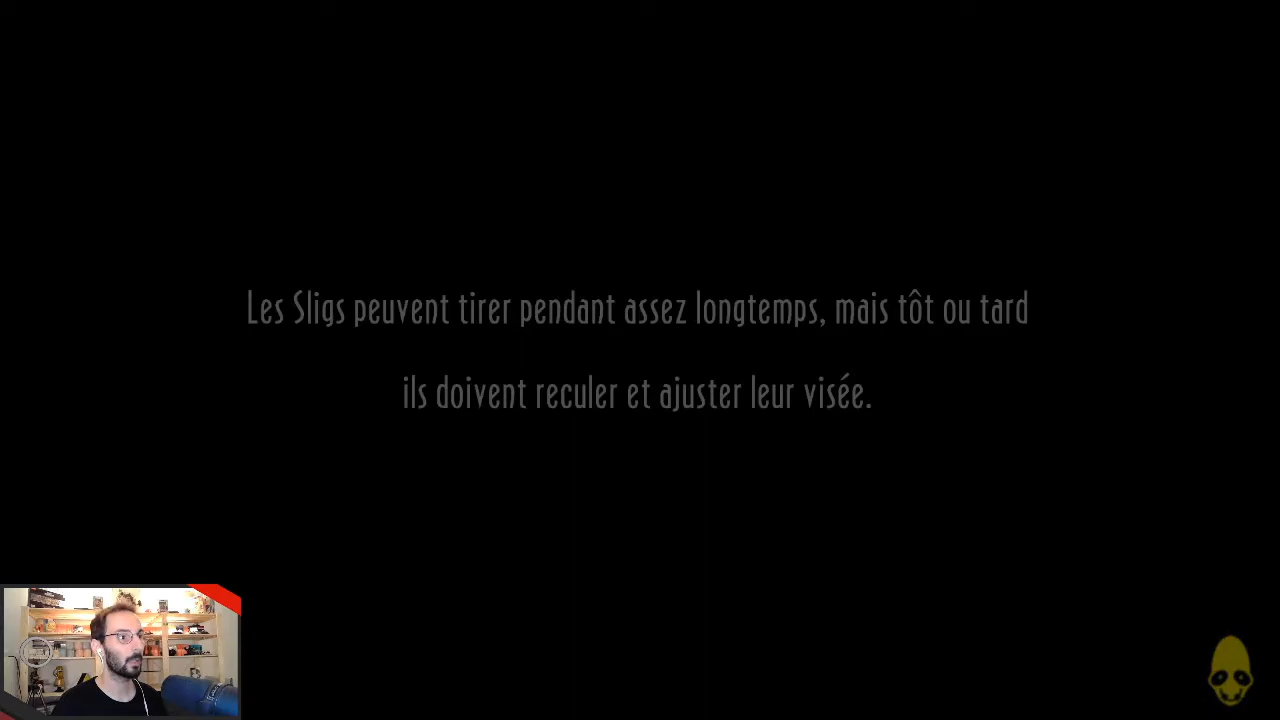 Les Sligs peuvent tirer pendant assez longtemps, mais tôt ou tard
ils doivent reculer et ajuster leur visée.